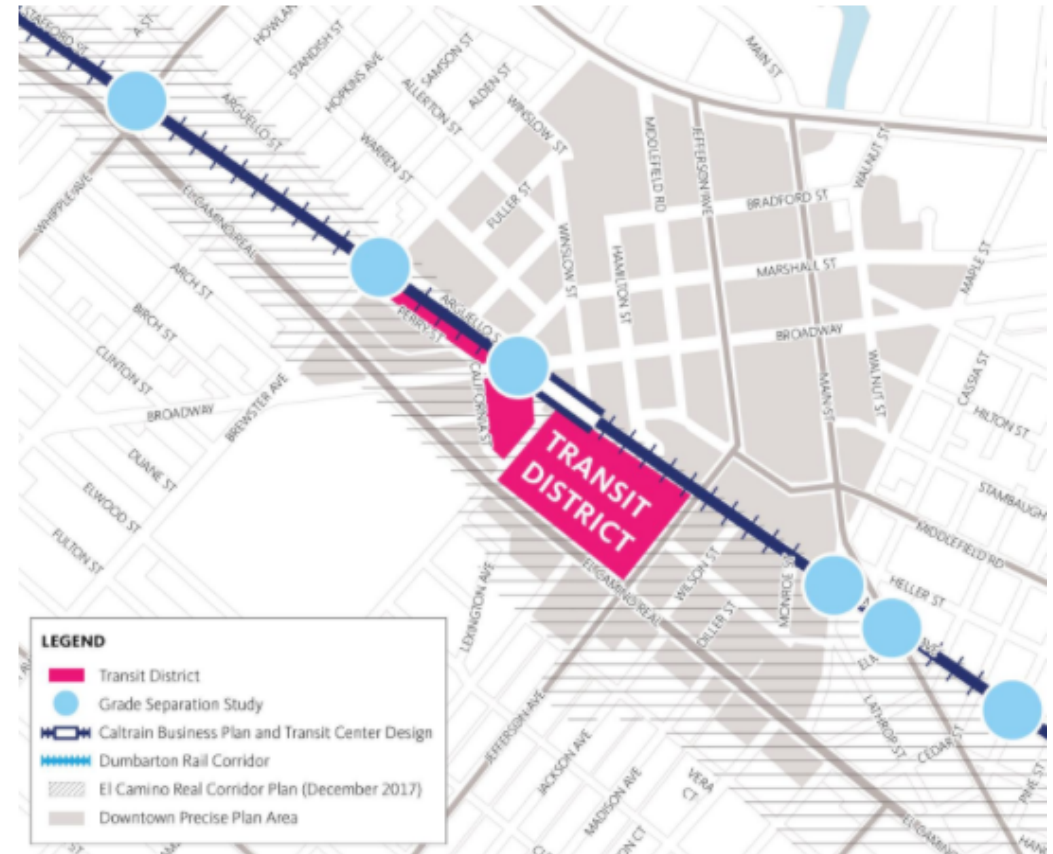 STAFFORD ST
A ST
HOWLAN
STANDISH ST
HOPKINS AVE
SAMSON ST
ALLERTON ST
ALDEN ST
WINSLOW ST
MAIN ST
ARGUELLO ST
WARREN ST
MIDDLEFIELD RD
JEFFERSON AVE
WALNUT ST
WHIPPLE AVE
EL CAMINO REAL
FULLER ST
BRADFORD ST
WINSLOW ST
HAMILTON ST
MARSHALL ST
MAPLE ST
ARCH ST
BIRCH ST
ARGUELLO S
PERRY ST
BROADWAY
CLINTON ST
CALIFORNIA S
MAIN ST
WALNUT ST
CASSIA ST
BREWSTER AVE
BROADWAY
HILTON ST
DUANE ST
TRANSIT
DISTRICT
ELWOOD ST
STAMBAUGH
MIDDLEFIELD RD
FULTON ST
EL CAMINO REAL
WILSON ST
MONROE
HELLER ST
LEXINGTON AVE
DILLER ST
LATHROP ST
CEDAR ST
JEFFERSON AVE
JACKSON AVE
MADISON AVE
VERA
CT
PINE ST
EL CAMINO
HAN
LEGEND
Transit District
Grade Separation Study
Caltrain Business Plan and Transit Center Design
Dumbarton Rail Corridor
El Camino Real Corridor Plan (December 2017)
Downtown Precise Plan Area